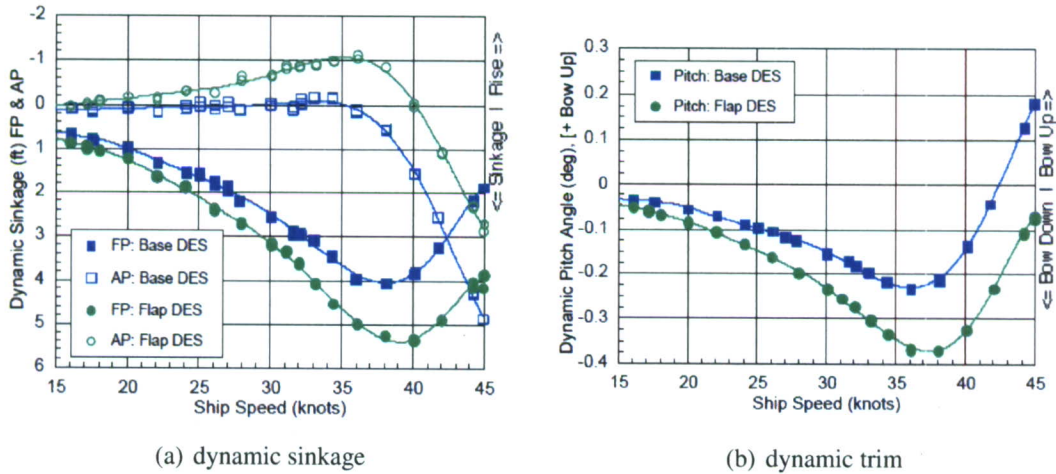 -2
-1
0
1
2
3
4
5
6
15 20 25 30 35 40 45
Dynamic Sinkage (ft) FP & AP
<= Sinkage | Rise =>
FP: Base DES
AP: Base DES
FP: Flap DES
AP: Flap DES
Ship Speed (knots)
(a) dynamic sinkage
0.3
0.2
0.1
0
-0.1
-0.2
-0.3
-0.4
15 20 25 30 35 40 45
Dynamic Pitch Angle (deg), [+ Bow Up]
<= Bow Down | Bow Up =>
Pitch: Base DES
Pitch: Flap DES
Ship Speed (knots)
(b) dynamic trim